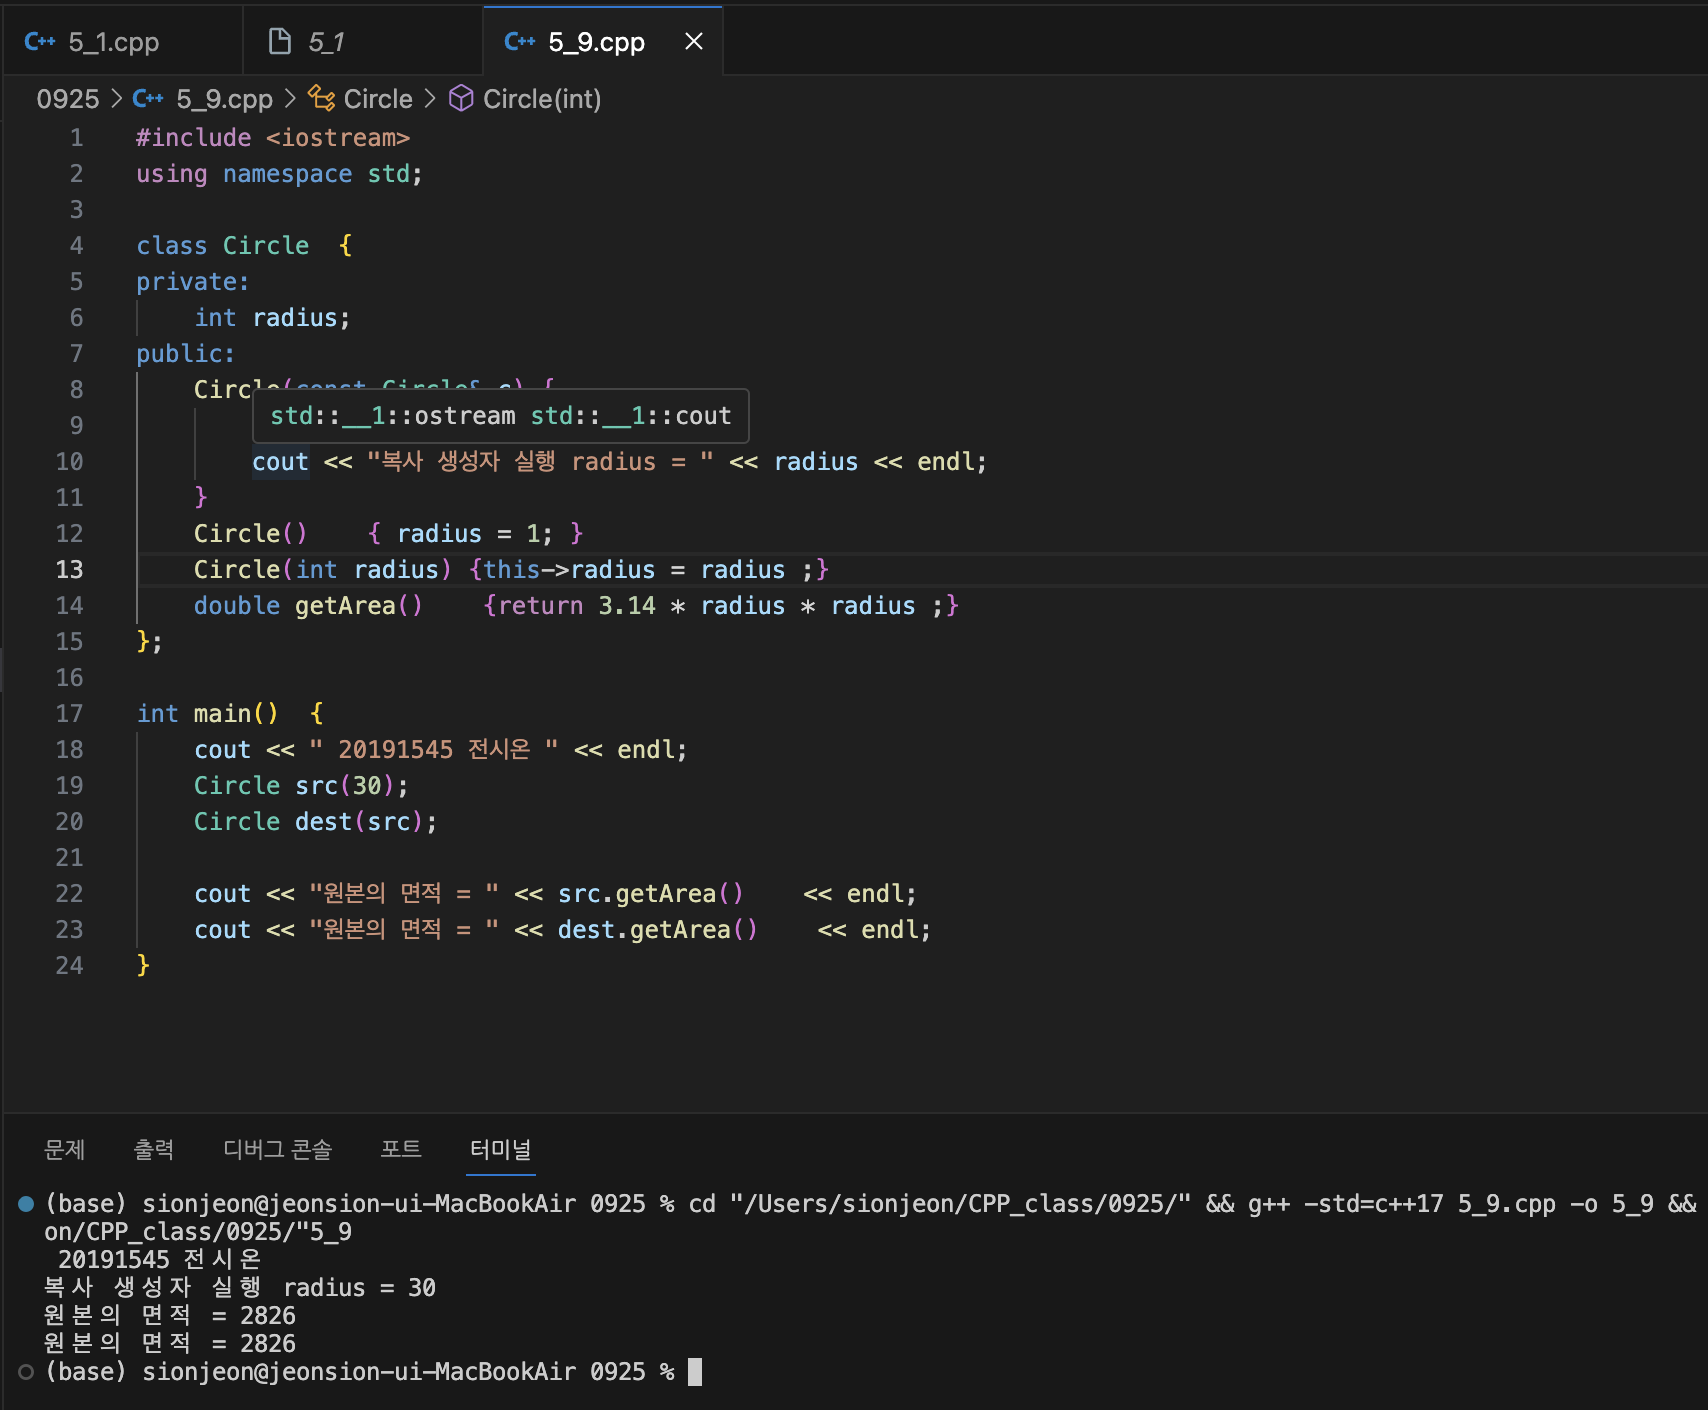 C++ 5_1.cpp 5_1 C++ 5_9.cpp ×
0925 > C++ 5_9.cpp > Circle > Circle(int)
1 #include <iostream>
2 using namespace std;
3
4 class Circle  {
5 private:
6     int radius;
7 public:
8     Circle(const Circle& c) {
9 std::__1::ostream std::__1::cout
10         cout << "복사 생성자 실행 radius = " << radius << endl;
11     }
12     Circle()    { radius = 1; }
13     Circle(int radius) {this->radius = radius ;}
14     double getArea()    {return 3.14 * radius * radius ;}
15 };
16
17 int main()  {
18     cout << " 20191545 전시온 " << endl;
19     Circle src(30);
20     Circle dest(src);
21
22     cout << "원본의 면적 = " << src.getArea()    << endl;
23     cout << "원본의 면적 = " << dest.getArea()    << endl;
24 }
문제 출력 디버그 콘솔 포트 터미널
(base) sionjeon@jeonsion-ui-MacBookAir 0925 % cd "/Users/sionjeon/CPP_class/0925/" && g++ -std=c++17 5_9.cpp -o 5_9 &&
on/CPP_class/0925/"5_9
 20191545 전시온
복사 생성자 실행 radius = 30
원본의 면적 = 2826
원본의 면적 = 2826
(base) sionjeon@jeonsion-ui-MacBookAir 0925 %